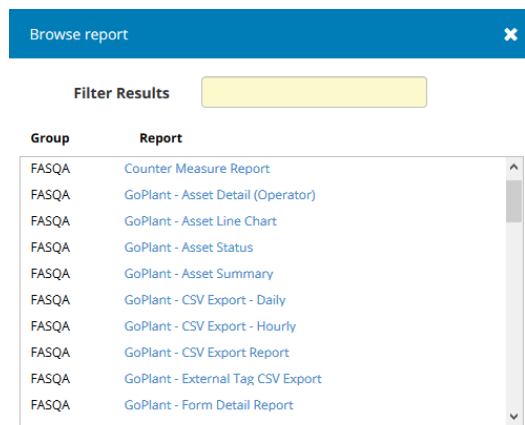 Browse report
Filter Results
Group Report
FASQA Counter Measure Report
FASQA GoPlant - Asset Detail (Operator)
FASQA GoPlant - Asset Line Chart
FASQA GoPlant - Asset Status
FASQA GoPlant - Asset Summary
FASQA GoPlant - CSV Export - Daily
FASQA GoPlant - CSV Export - Hourly
FASQA GoPlant - CSV Export Report
FASQA GoPlant - External Tag CSV Export
FASQA GoPlant - Form Detail Report